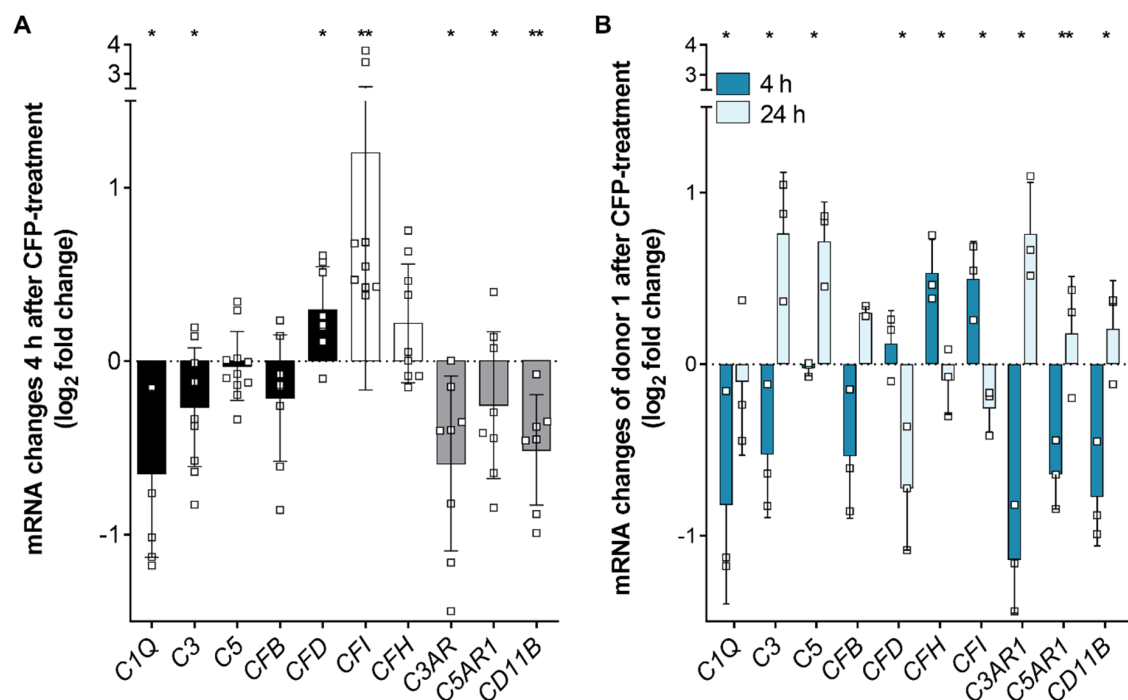 A
mRNA changes 4 h after CFP-treatment
(log2 fold change)
* * * ** * * **
4
3
1
0
-1
C1Q C3 C5 CFB CFD CFI CFH C3AR C5AR1 CD11B
B
mRNA changes of donor 1 after CFP-treatment
(log2 fold change)
* * * * * * * ** *
4
3
4 h
24 h
1
0
-1
C1Q C3 C5 CFB CFD CFH CFI C3AR1 C5AR1 CD11B